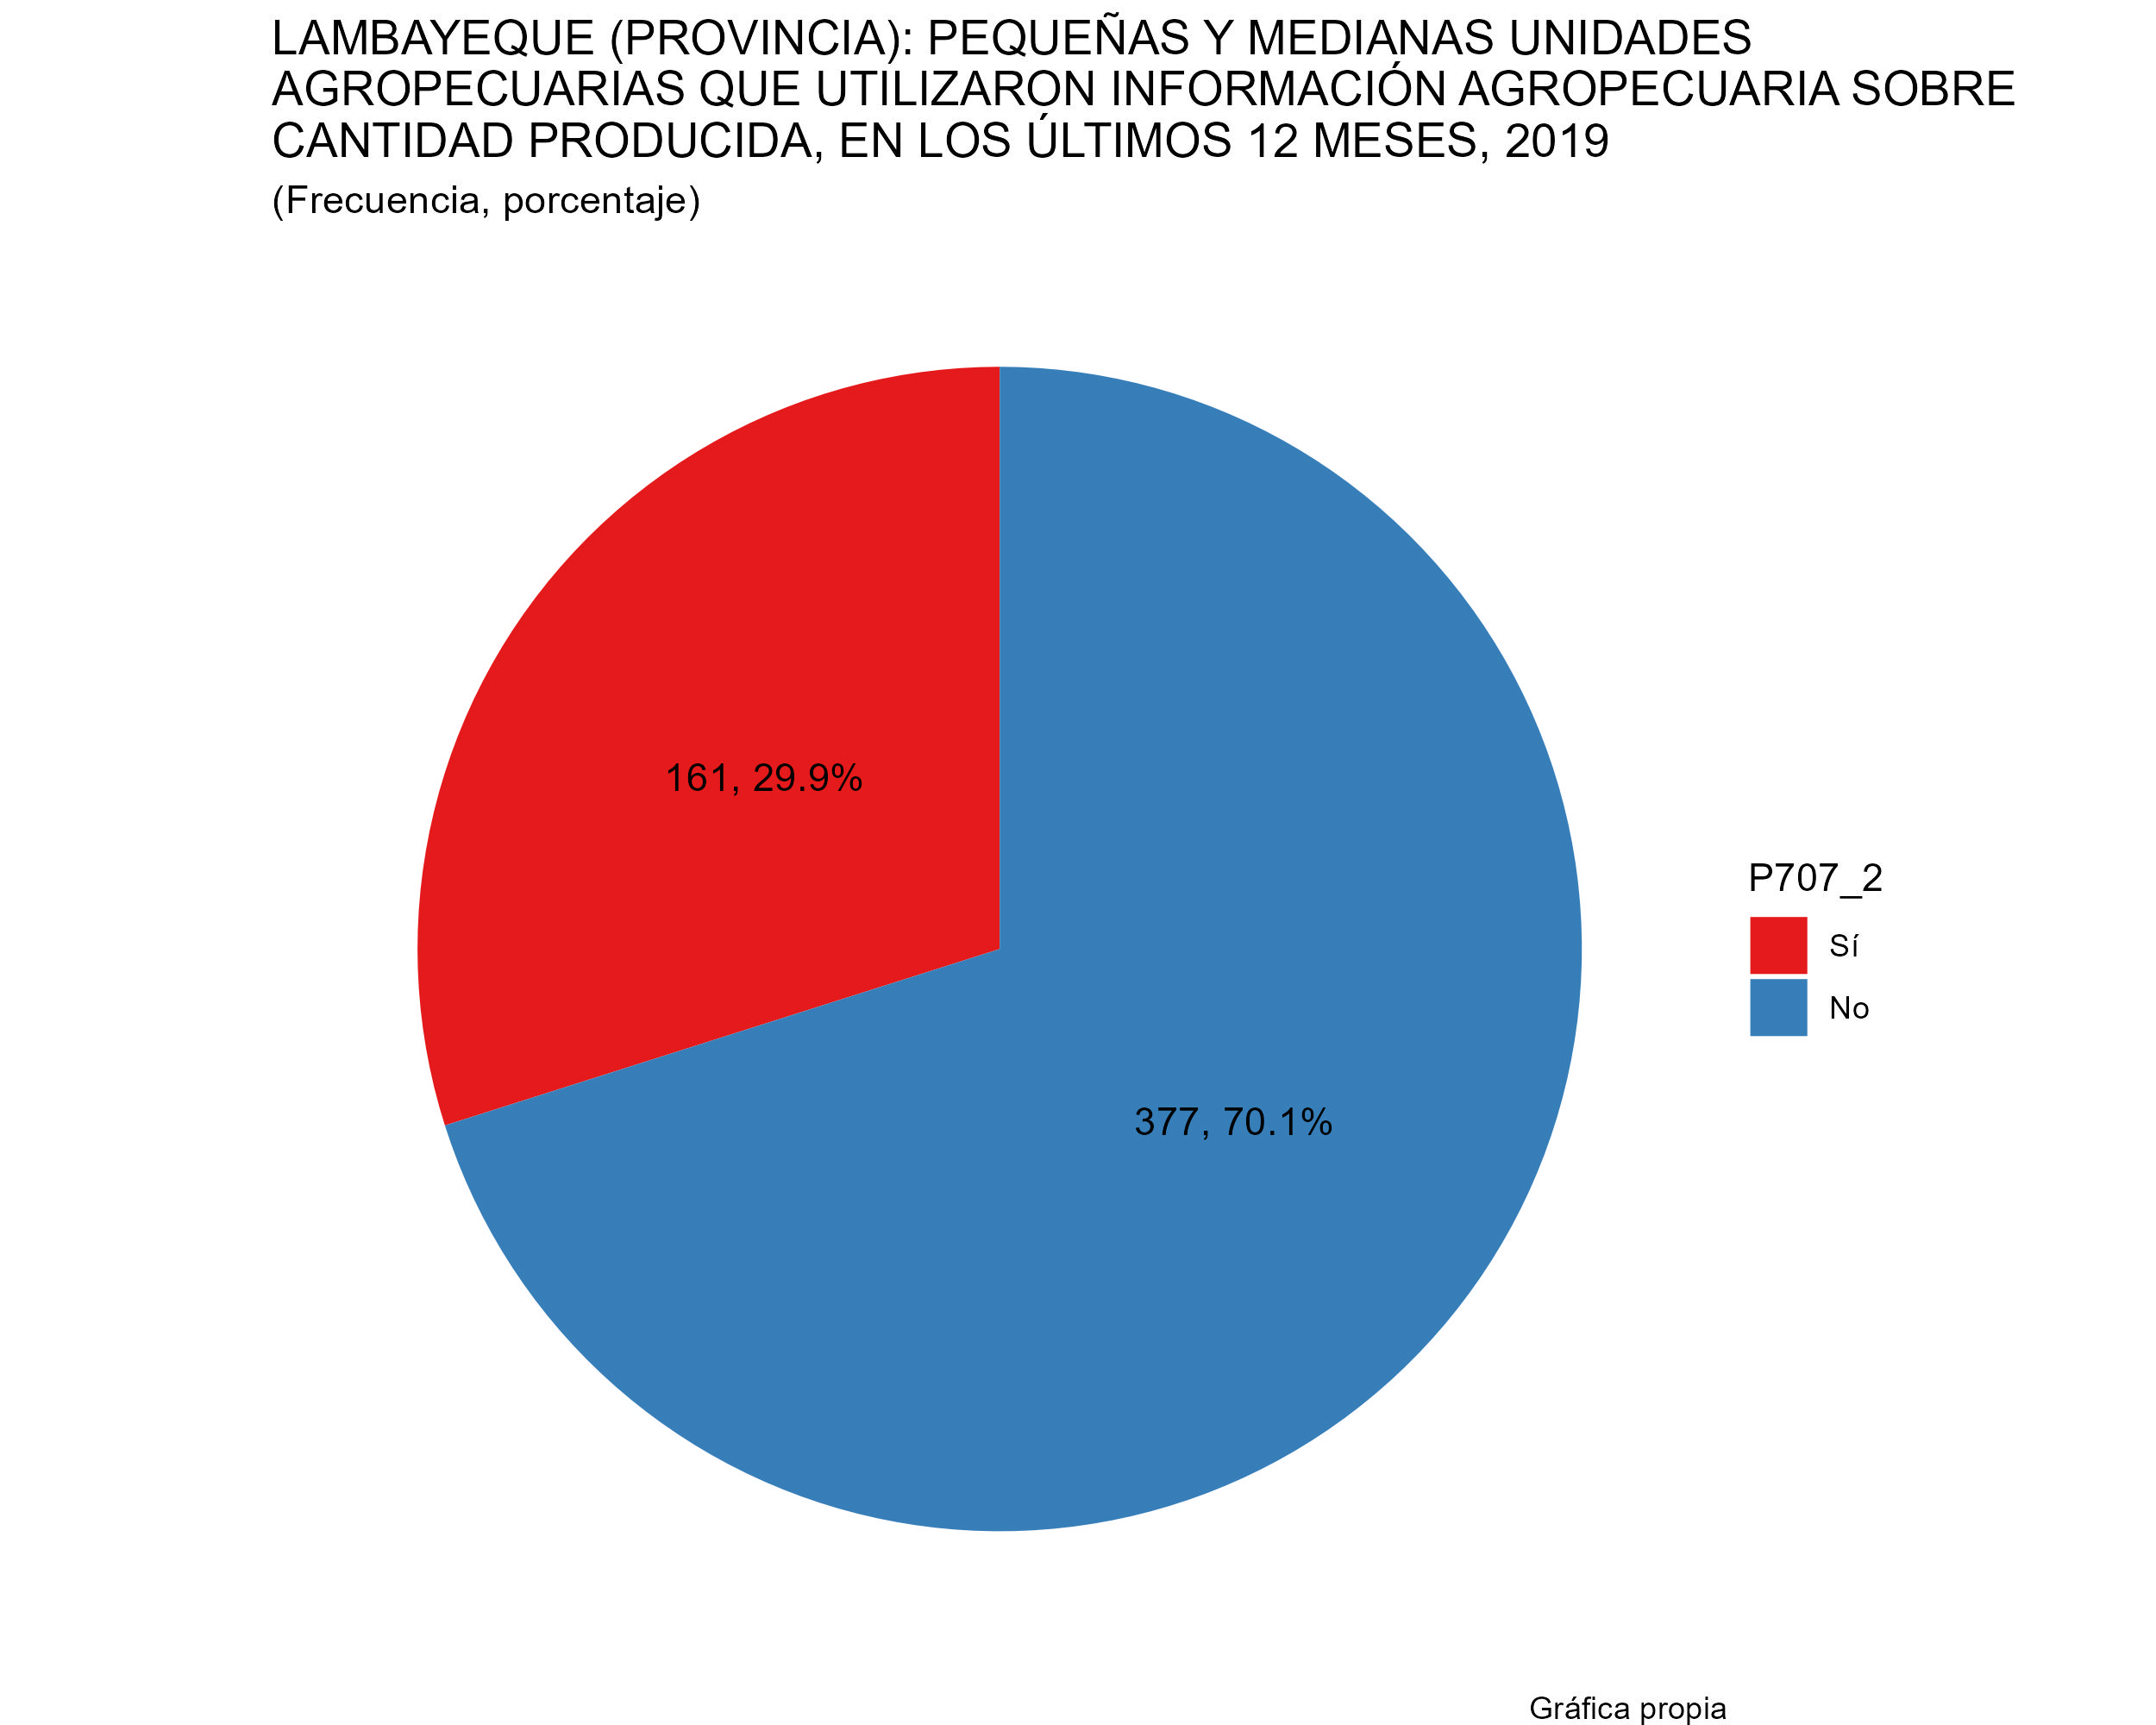 LAMBAYEQUE (PROVINCIA): PEQUEÑAS Y MEDIANAS UNIDADES
AGROPECUARIAS QUE UTILIZARON INFORMACIÓN AGROPECUARIA SOBRE
CANTIDAD PRODUCIDA, EN LOS ÚLTIMOS 12 MESES, 2019
(Frecuencia, porcentaje)
161, 29.9%
377, 70.1%
P707_2
Sí
No
Gráfica propia